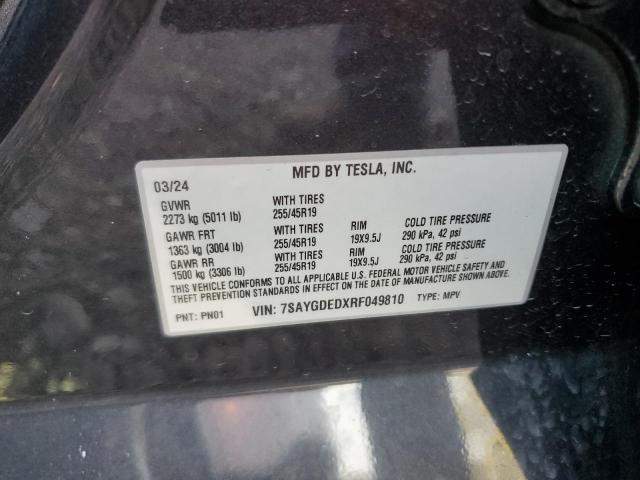 MFD BY TESLA, INC.
03/24
GVWR WITH TIRES
2273 kg (5011 lb) 255/45R19
GAWR FRT WITH TIRES RIM COLD TIRE PRESSURE
1363 kg (3004 lb) 255/45R19 19X9.5J 290 kPa, 42 psi
GAWR RR WITH TIRES RIM COLD TIRE PRESSURE
1500 kg (3306 lb) 255/45R19 19X9.5J 290 kPa, 42 psi
THIS VEHICLE CONFORMS TO ALL APPLICABLE U.S. FEDERAL MOTOR VEHICLE SAFETY AND
THEFT PREVENTION STANDARDS IN EFFECT ON THE DATE OF MANUFACTURE SHOWN ABOVE.
PNT: PN01 VIN: 7SAYGDEDXRF049810 TYPE: MPV